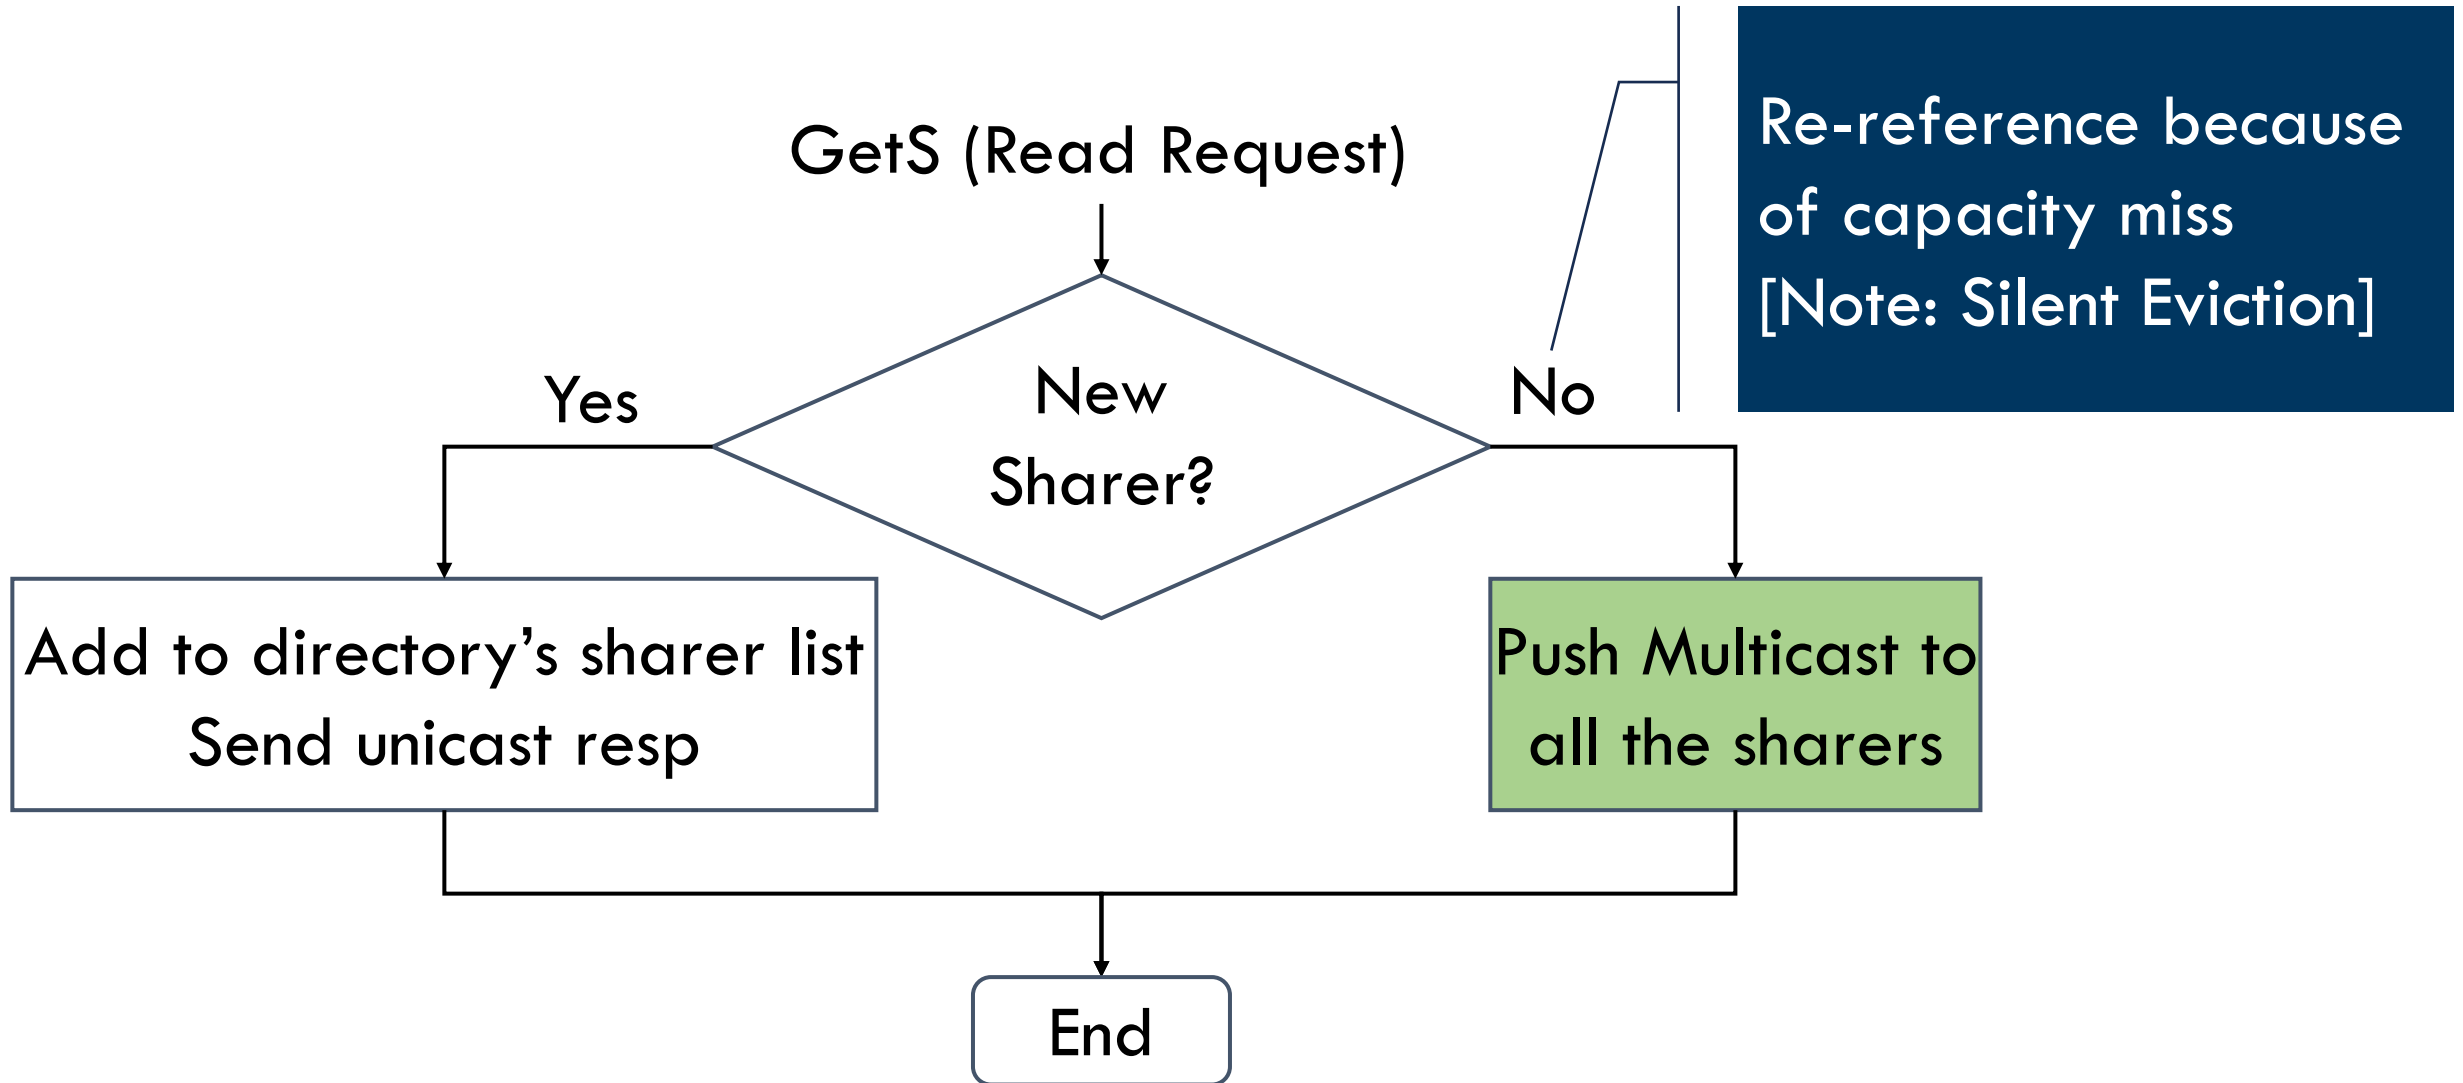 GetS (Read Request)
Re-reference because
of capacity miss
[Note: Silent Eviction]
Yes
New
Sharer?
No
Add to directory’s sharer list
Send unicast resp
Push Multicast to
all the sharers
End